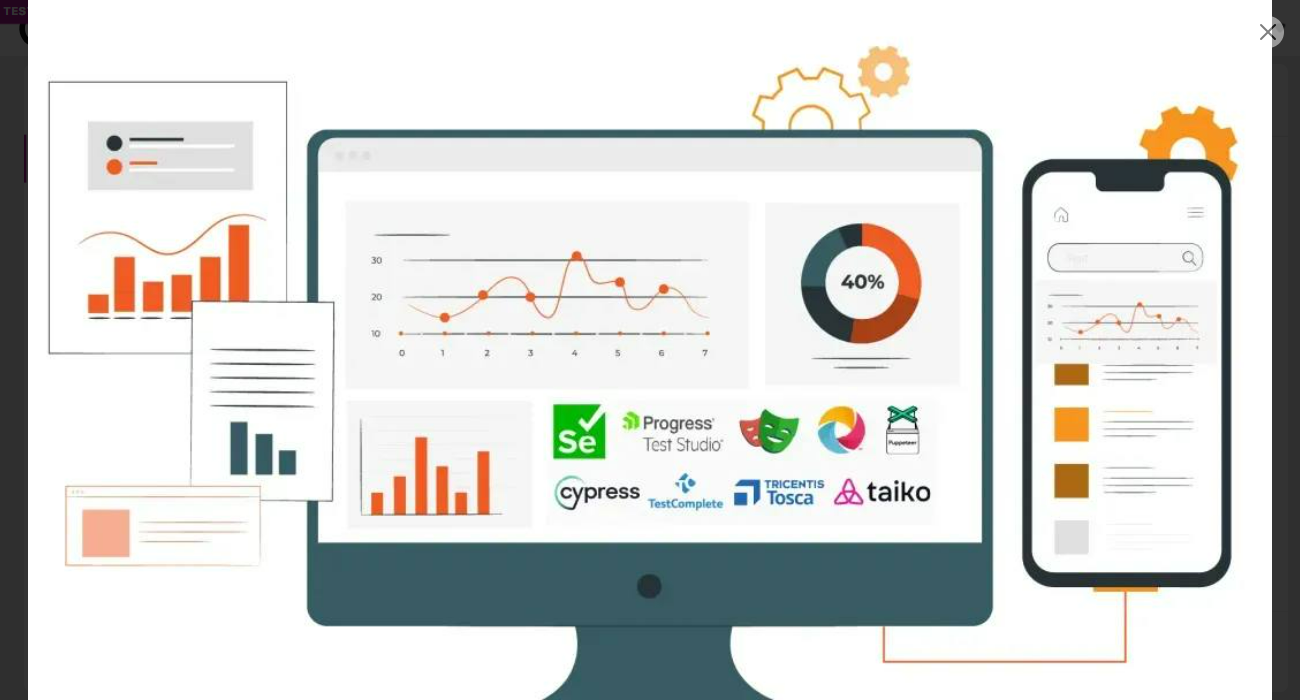 TES
30
20
10
0 1 2 3 4 5 6 7
40%
Se
Progress
Test Studio
Puppeteer
cypress
TestComplete
TRICENTIS
Tosca
taiko